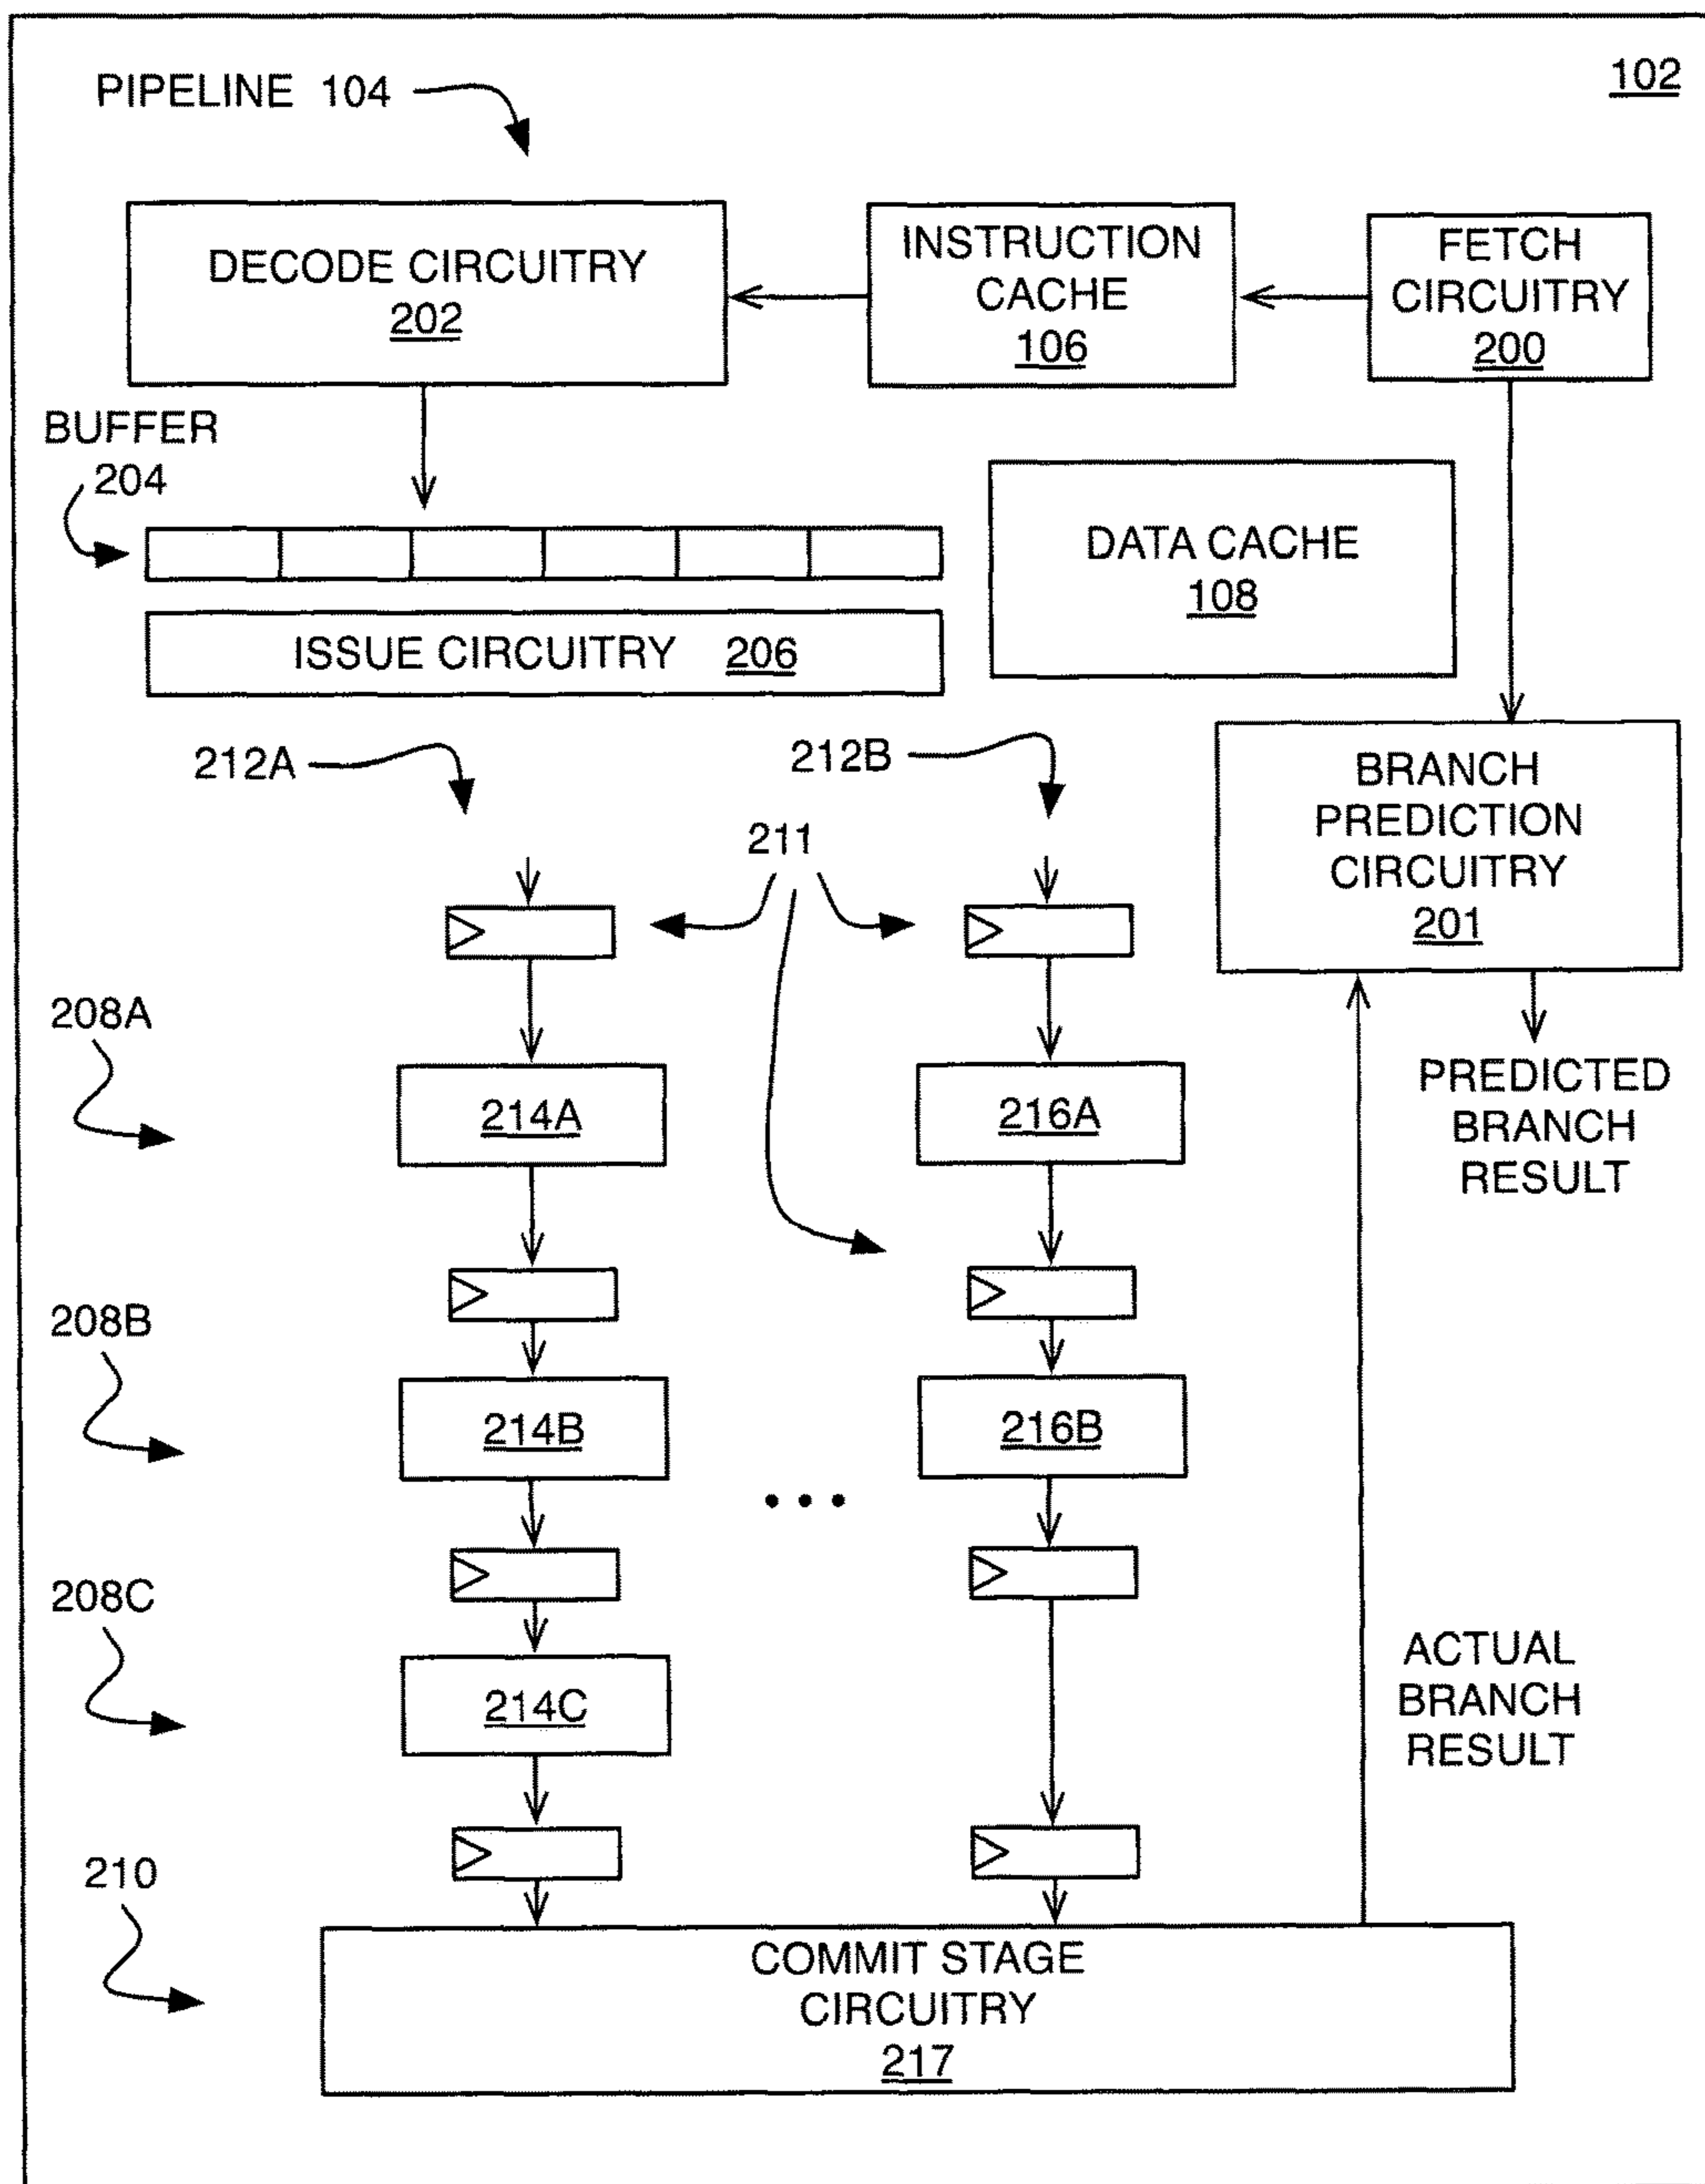 102
PIPELINE 104
DECODE CIRCUITRY
202
INSTRUCTION
CACHE
106
FETCH
CIRCUITRY
200
BUFFER
204
DATA CACHE
108
ISSUE CIRCUITRY 206
212A
212B
211
BRANCH
PREDICTION
CIRCUITRY
201
208A
214A
216A
PREDICTED
BRANCH
RESULT
208B
214B
216B
208C
214C
ACTUAL
BRANCH
RESULT
210
COMMIT STAGE
CIRCUITRY
217